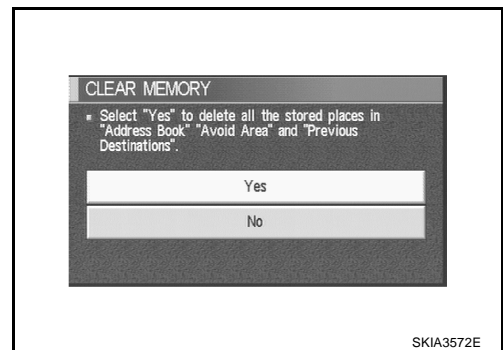 CLEAR MEMORY
▪ Select "Yes" to delete all the stored places in
"Address Book" "Avoid Area" and "Previous
Destinations".
Yes
No
SKIA3572E